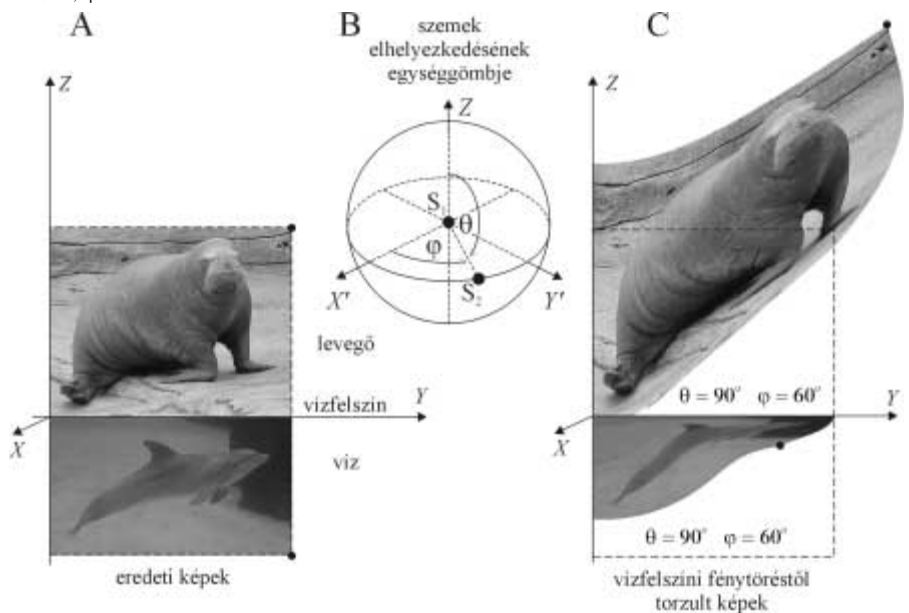 A
B
C
szemek
elhelyezkedésének
egységgömbje
Z
Z
Z
S₁
θ
φ
S₂
X'
Y'
levegő
vízfelszín
Y
X
víz
θ = 90° φ = 60°
Y
X
θ = 90° φ = 60°
eredeti képek
vízfelszíni fénytöréstől
torzult képek